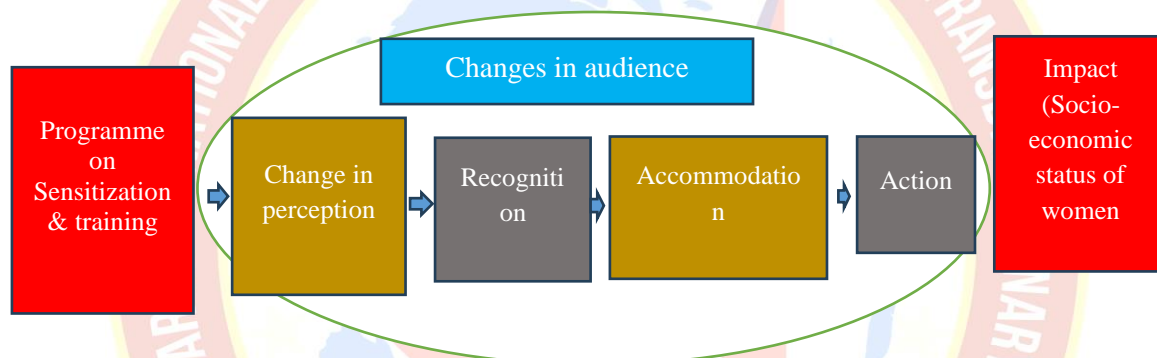 Changes in audience
Programme
on
Sensitization
& training
Change in
perception
Recogniti
on
Accommodatio
n
Action
Impact
(Socio-
economic
status of
women